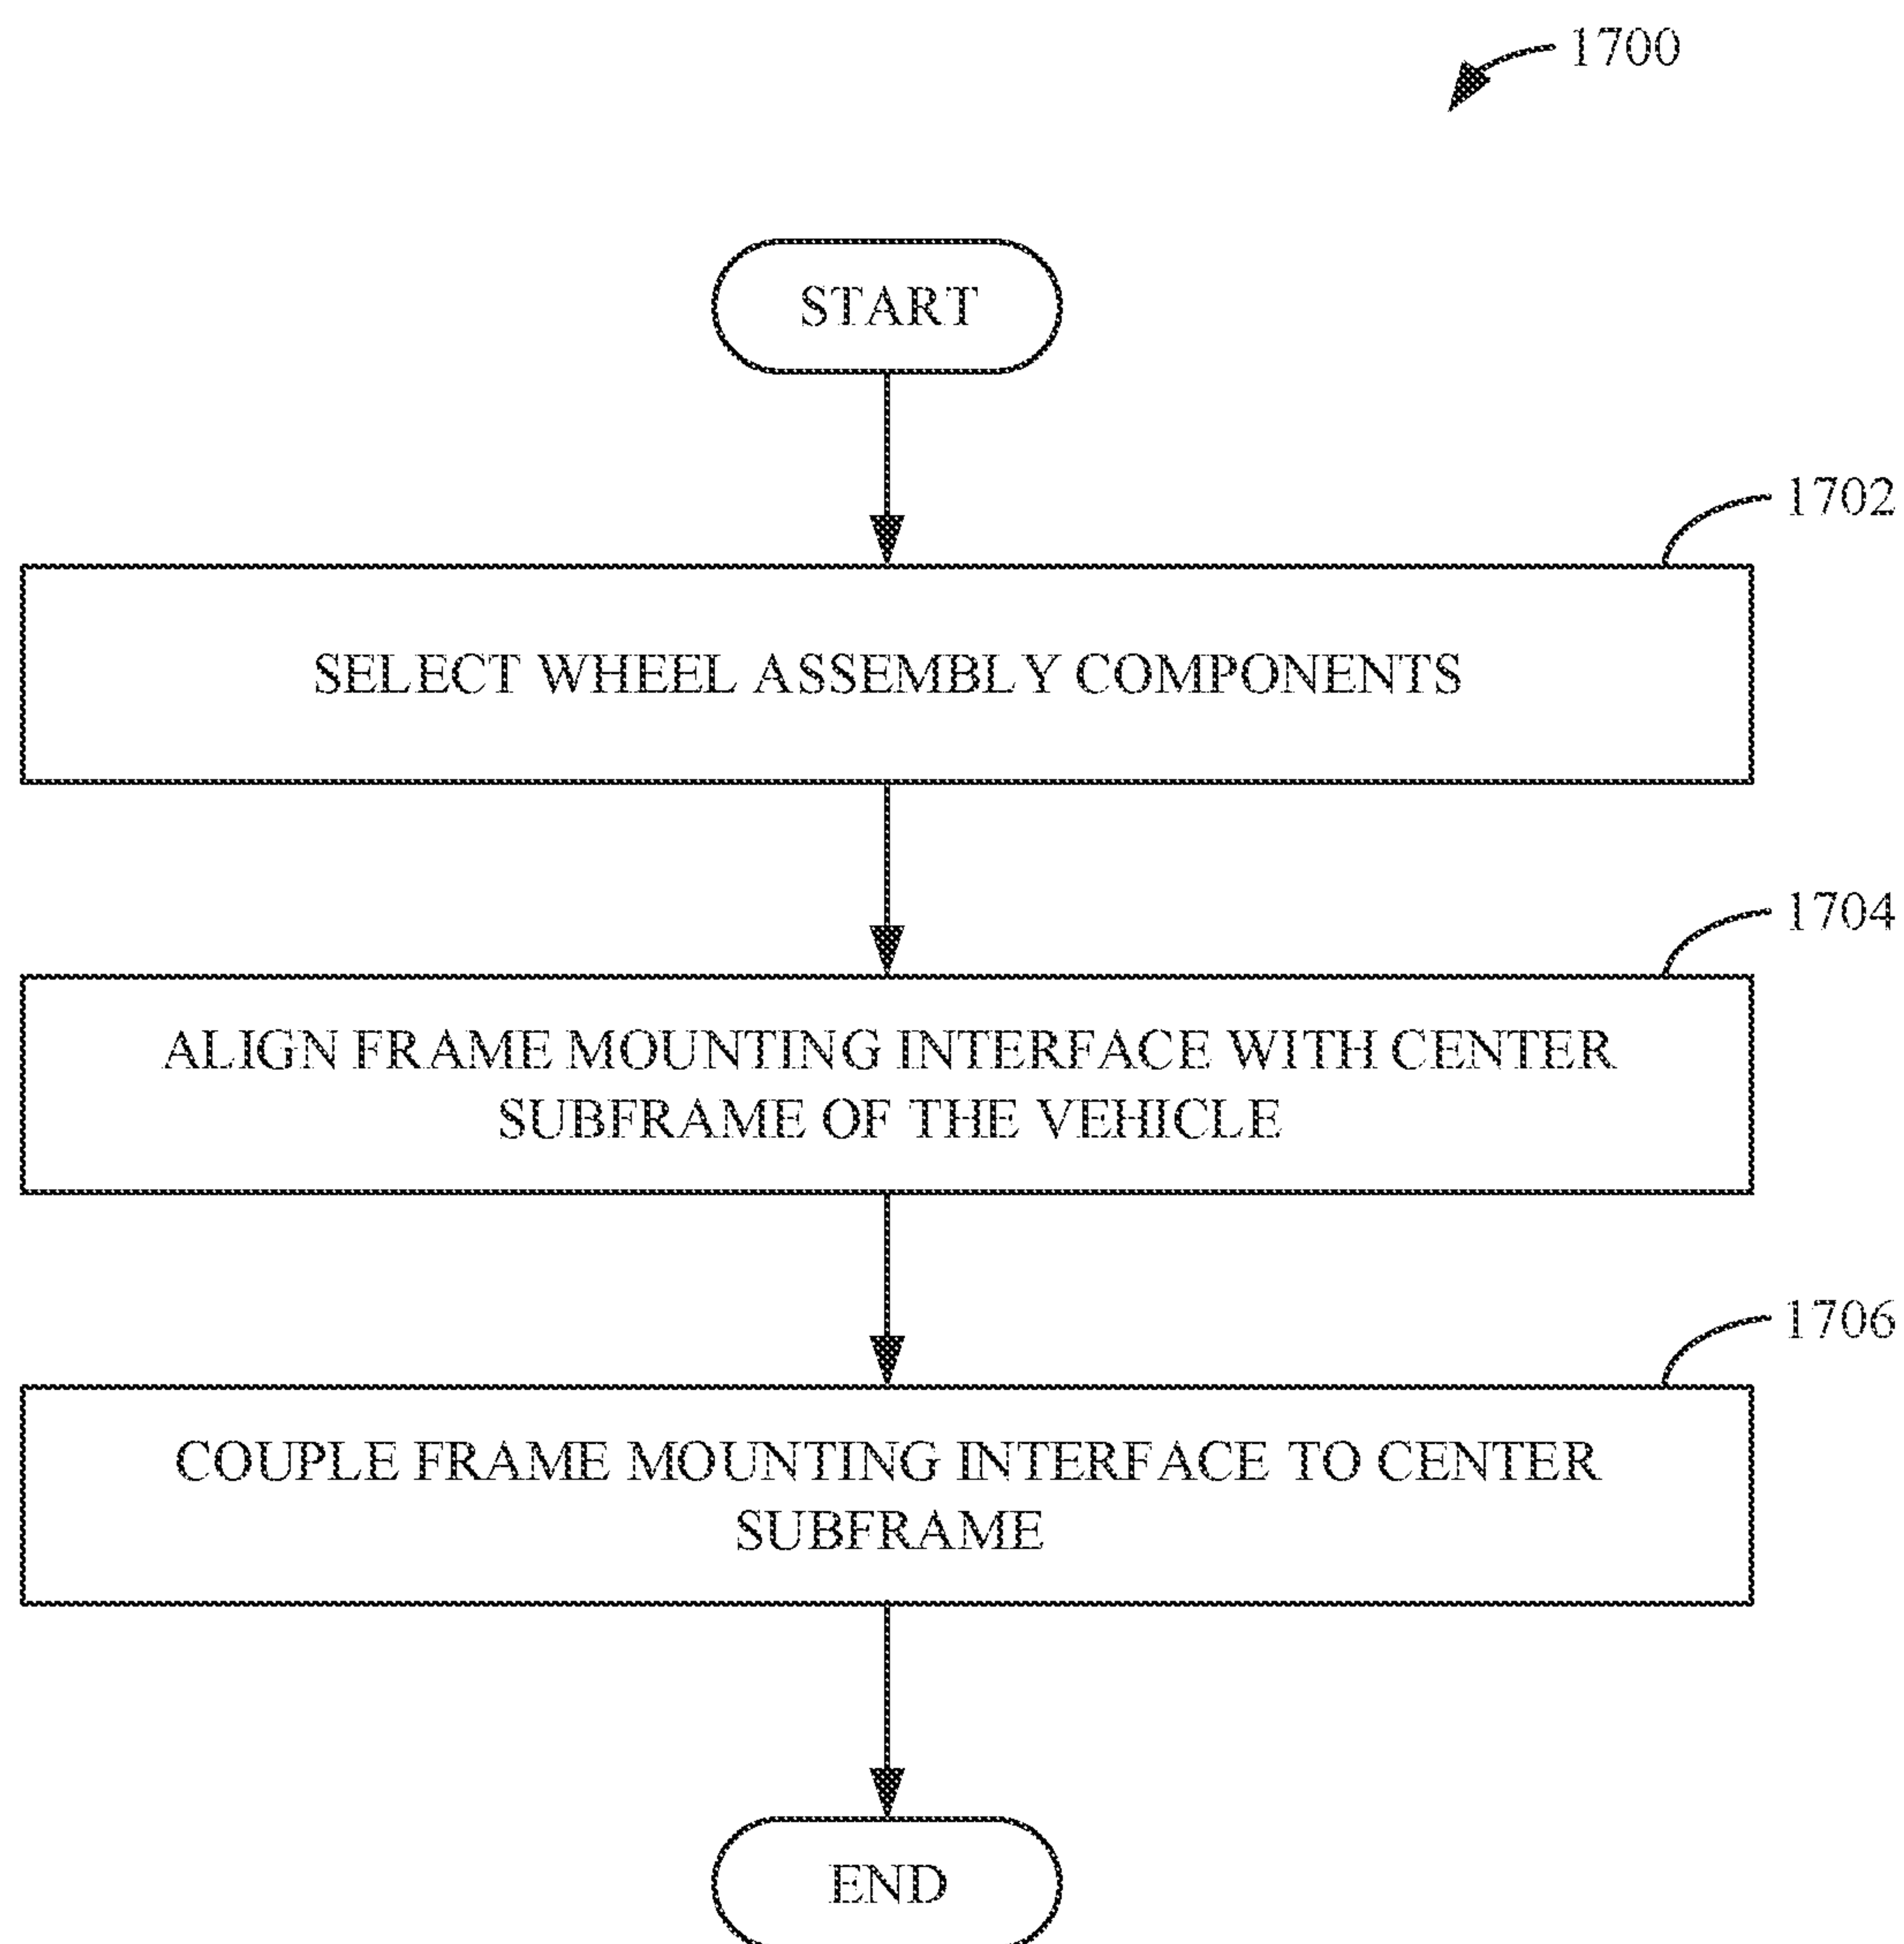 1700
START
1702
SELECT WHEEL ASSEMBLY COMPONENTS
1704
ALIGN FRAME MOUNTING INTERFACE WITH CENTER
SUBFRAME OF THE VEHICLE
1706
COUPLE FRAME MOUNTING INTERFACE TO CENTER
SUBFRAME
END